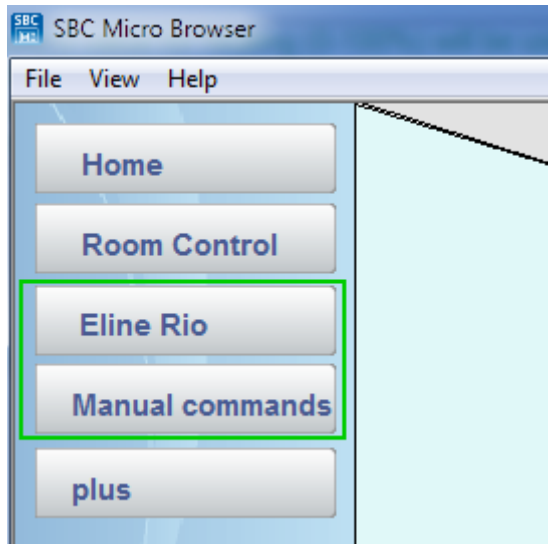 SBC
SBC Micro Browser
File View Help
Home
Room Control
Eline Rio
Manual commands
plus